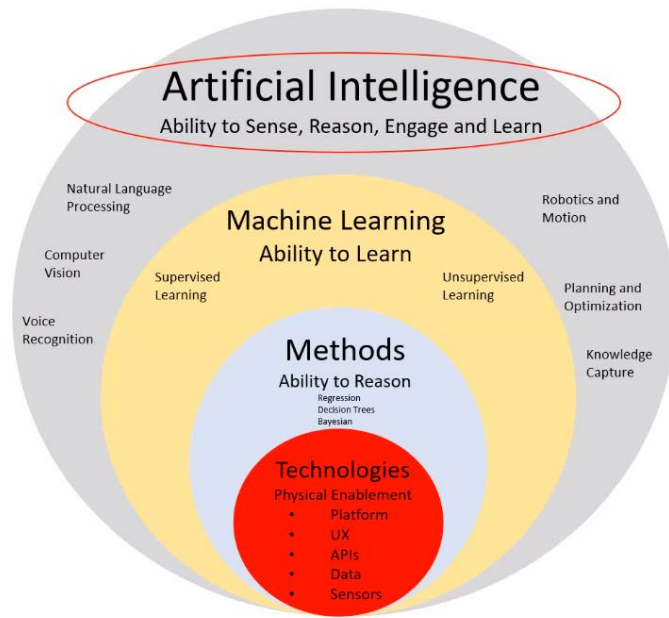 Artificial Intelligence
Ability to Sense, Reason, Engage and Learn
Natural Language
Processing
Computer
Vision
Voice
Recognition
Robotics and
Motion
Planning and
Optimization
Knowledge
Capture
Machine Learning
Ability to Learn
Supervised
Learning
Unsupervised
Learning
Methods
Ability to Reason
Regression
Decision Trees
Bayesian
Technologies
Physical Enablement
• Platform
• UX
• APIs
• Data
• Sensors